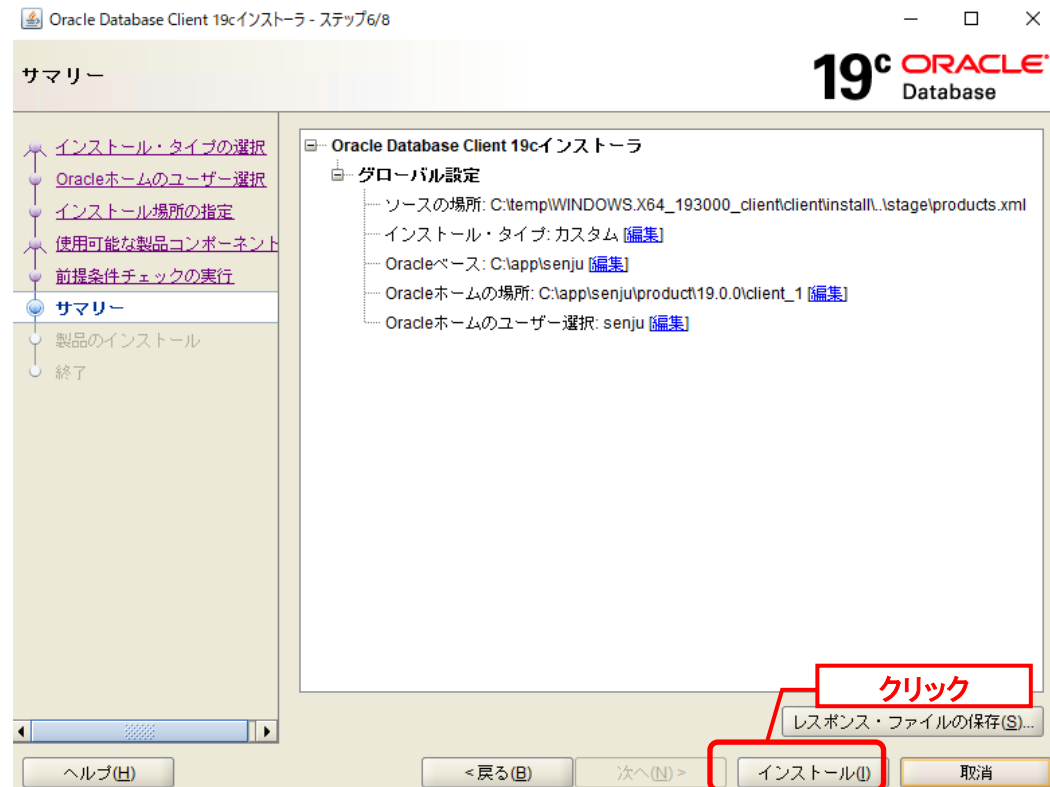 Oracle Database Client 19cインストーラ - ステップ6/8
サマリー
19c ORACLE
Database
インストール・タイプの選択
Oracleホームのユーザー選択
インストール場所の指定
使用可能な製品コンポーネント
前提条件チェックの実行
サマリー
製品のインストール
終了
Oracle Database Client 19cインストーラ
グローバル設定
ソースの場所: C:\temp\WINDOWS.X64_193000_client\client\install\..\stage\products.xml
インストール・タイプ: カスタム [編集]
Oracleベース: C:\app\senju [編集]
Oracleホームの場所: C:\app\senju\product\19.0.0\client_1 [編集]
Oracleホームのユーザー選択: senju [編集]
クリック
レスポンス・ファイルの保存(S)...
ヘルプ(H)
<戻る(B)
次へ(N)>
インストール(I)
取消